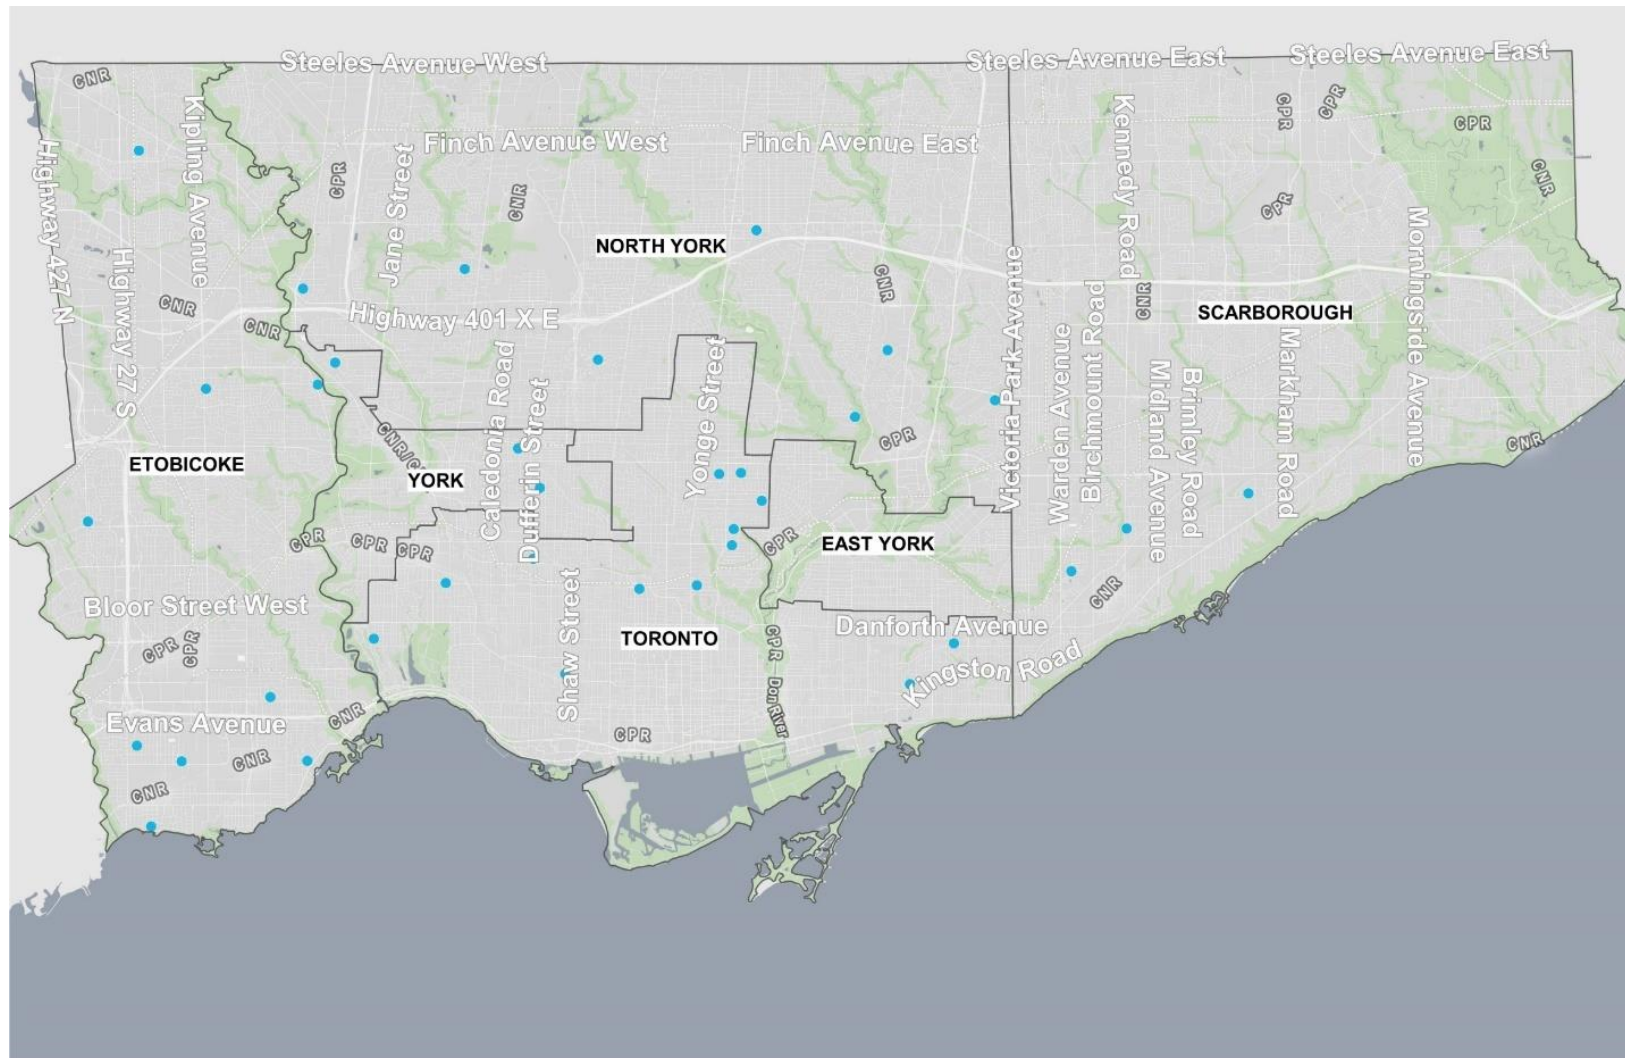 Steeles Avenue West
Steeles Avenue East
Steeles Avenue East
CNR
Kipling Avenue
Highway 427 N
Highway 27 S
CPR
Jane Street
Finch Avenue West
Finch Avenue East
CNR
Kennedy Road
CPR
CPR
CPR
CNR
CPR
NORTH YORK
CNR
CNR
CNR
Highway 401 X E
CNR
Victoria Park Avenue
Warden Avenue
Birchmount Road
Midland Avenue
Brimley Road
SCARBOROUGH
Markham Road
Morningside Avenue
Caledonia Road
Dufferin Street
Yonge Street
CPR
CNR
ETOBICOKE
YORK
CPR
CPR
CPR
CPR
EAST YORK
Bloor Street West
CPR
CPR
Shaw Street
TORONTO
CPR
Don River
Danforth Avenue
Kingston Road
CNR
Evans Avenue
CNR
CNR
CNR
CPR